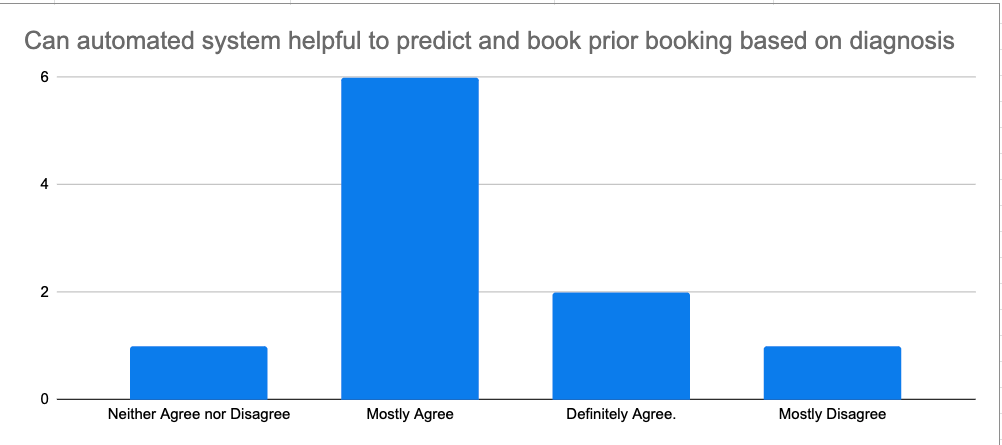 Can automated system helpful to predict and book prior booking based on diagnosis
6
4
2
0
Neither Agree nor Disagree
Mostly Agree
Definitely Agree.
Mostly Disagree